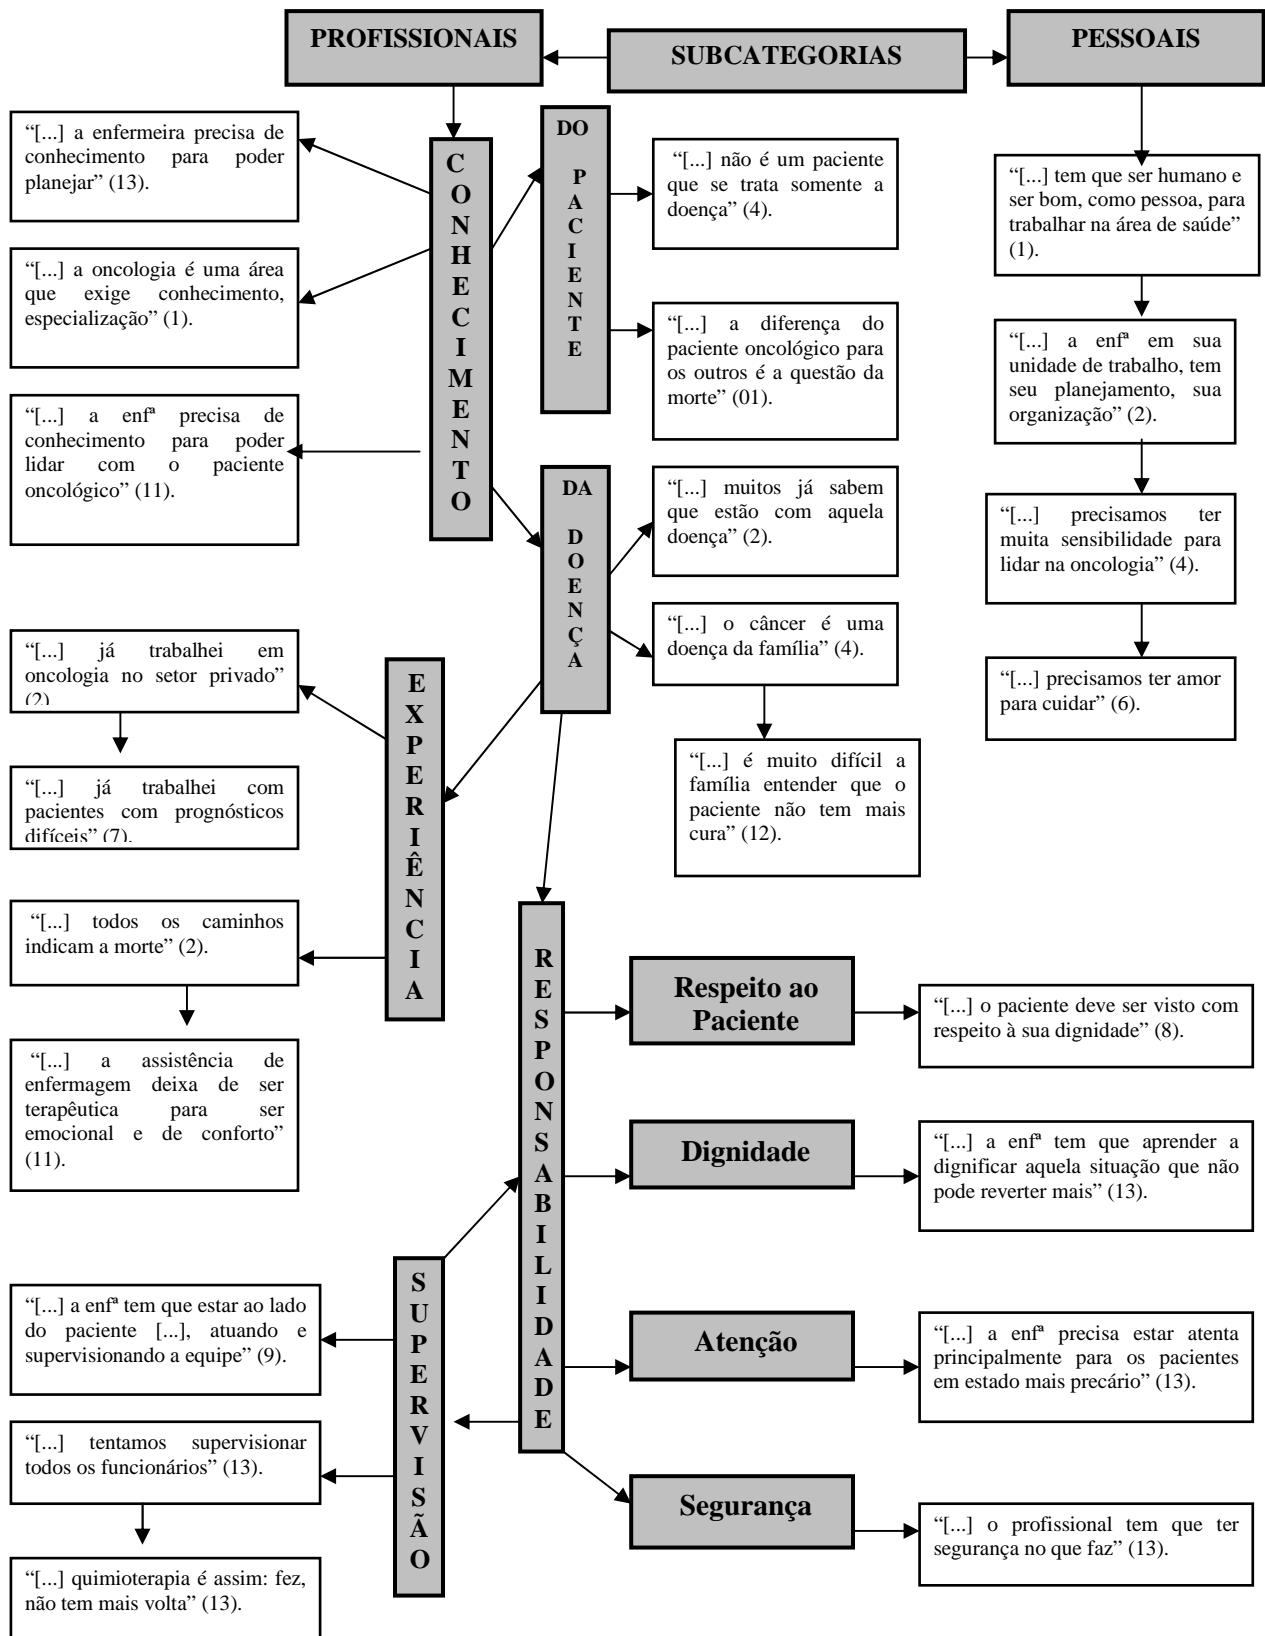 PROFISSIONAIS
SUBCATEGORIAS
PESSOAIS
“[...] a enfermeira precisa de
conhecimento para poder
planejar” (13).
“[...] a oncologia é uma área
que exige conhecimento,
especialização” (1).
“[...] a enfª precisa de
conhecimento para poder
lidar com o paciente
oncológico” (11).
CONHECIMENTO
DO
PACIENTE
“[...] não é um paciente
que se trata somente a
doença” (4).
“[...] a diferença do
paciente oncológico para
os outros é a questão da
morte” (01).
DA
DOENÇA
“[...] muitos já sabem
que estão com aquela
doença” (2).
“[...] o câncer é uma
doença da família” (4).
“[...] é muito difícil a
família entender que o
paciente não tem mais
cura” (12).
“[...] tem que ser humano e
ser bom, como pessoa, para
trabalhar na área de saúde”
(1).
“[...] a enfª em sua
unidade de trabalho, tem
seu planejamento, sua
organização” (2).
“[...] precisamos ter
muita sensibilidade para
lidar na oncologia” (4).
“[...] precisamos ter amor
para cuidar” (6).
“[...] já trabalhei em
oncologia no setor privado”
(2)
“[...] já trabalhei com
pacientes com prognósticos
difíceis” (7).
“[...] todos os caminhos
indicam a morte” (2).
“[...] a assistência de
enfermagem deixa de ser
terapêutica para ser
emocional e de conforto”
(11).
EXPERIÊNCIA
RESPONSABILIDADE
Respeito ao
Paciente
“[...] o paciente deve ser visto com
respeito à sua dignidade” (8).
Dignidade
“[...] a enfª tem que aprender a
dignificar aquela situação que não
pode reverter mais” (13).
Atenção
“[...] a enfª precisa estar atenta
principalmente para os pacientes
em estado mais precário” (13).
Segurança
“[...] o profissional tem que ter
segurança no que faz” (13).
SUPERVISÃO
“[...] a enfª tem que estar ao lado
do paciente [...], atuando e
supervisionando a equipe” (9).
“[...] tentamos supervisionar
todos os funcionários” (13).
“[...] quimioterapia é assim: fez,
não tem mais volta” (13).